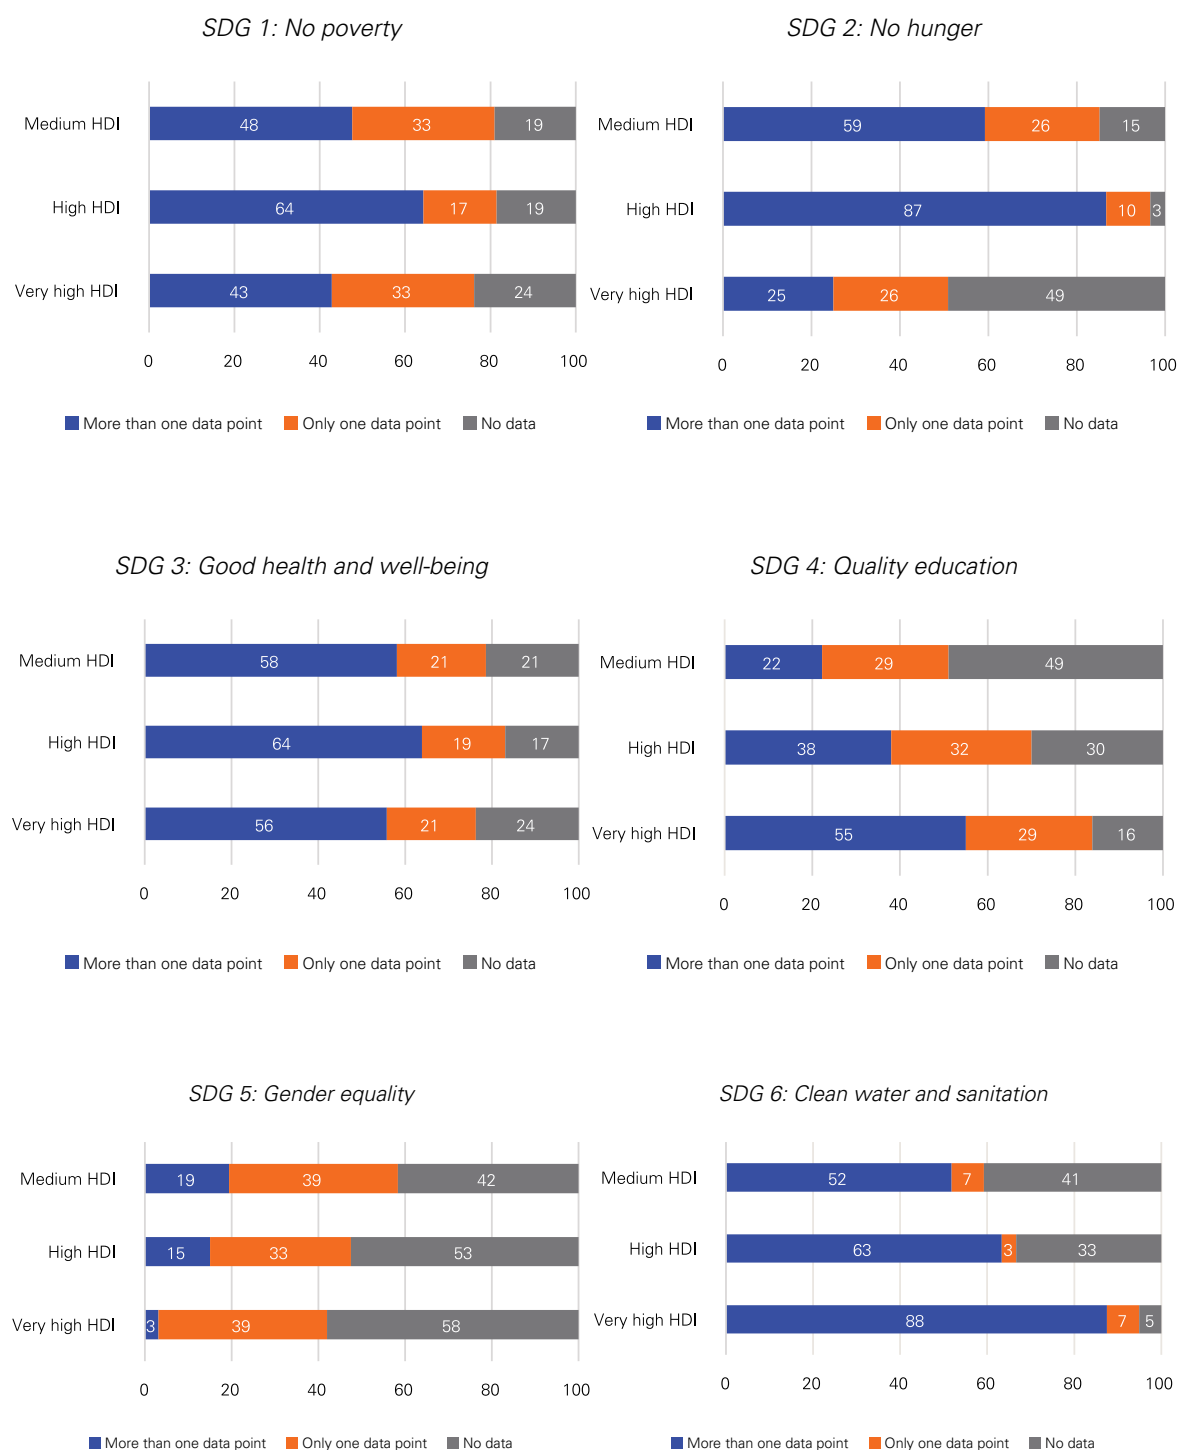 SDG 1: No poverty
Medium HDI 48 33 19
High HDI 64 17 19
Very high HDI 43 33 24
0 20 40 60 80 100
More than one data point Only one data point No data
SDG 2: No hunger
Medium HDI 59 26 15
High HDI 87 10 3
Very high HDI 25 26 49
0 20 40 60 80 100
More than one data point Only one data point No data
SDG 3: Good health and well-being
Medium HDI 58 21 21
High HDI 64 19 17
Very high HDI 56 21 24
0 20 40 60 80 100
More than one data point Only one data point No data
SDG 4: Quality education
Medium HDI 22 29 49
High HDI 38 32 30
Very high HDI 55 29 16
0 20 40 60 80 100
More than one data point Only one data point No data
SDG 5: Gender equality
Medium HDI 19 39 42
High HDI 15 33 53
Very high HDI 3 39 58
0 20 40 60 80 100
More than one data point Only one data point No data
SDG 6: Clean water and sanitation
Medium HDI 52 7 41
High HDI 63 3 33
Very high HDI 88 7 5
0 20 40 60 80 100
More than one data point Only one data point No data